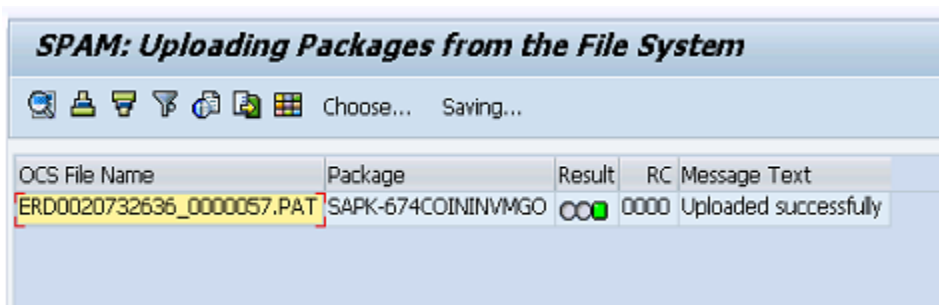 SPAM: Uploading Packages from the File System
Choose... Saving...
OCS File Name Package Result RC Message Text
ERD0020732636_0000057.PAT SAPK-674COININVMGO 0000 Uploaded successfully